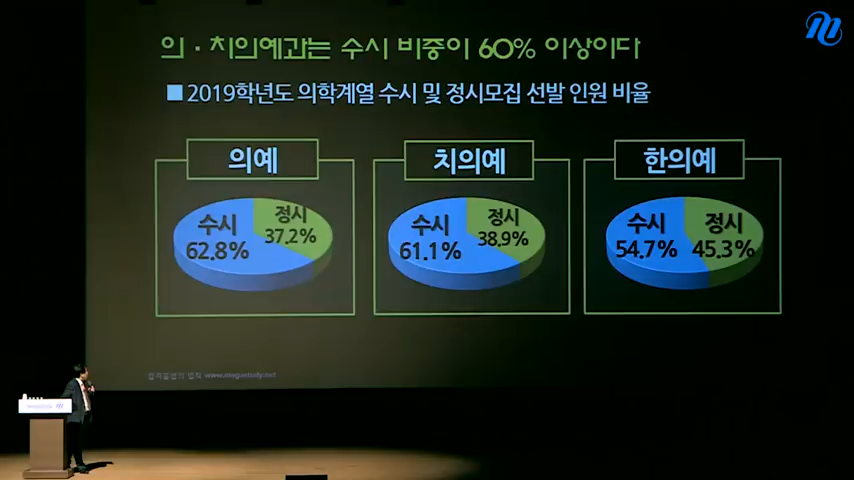 의·치의예과는 수시 비중이 60% 이상이다
■ 2019학년도 의학계열 수시 및 정시모집 선발 인원 비율
의예
치의예
한의예
수시 62.8%
정시 37.2%
수시 61.1%
정시 38.9%
수시 54.7%
정시 45.3%
www.megastudy.net